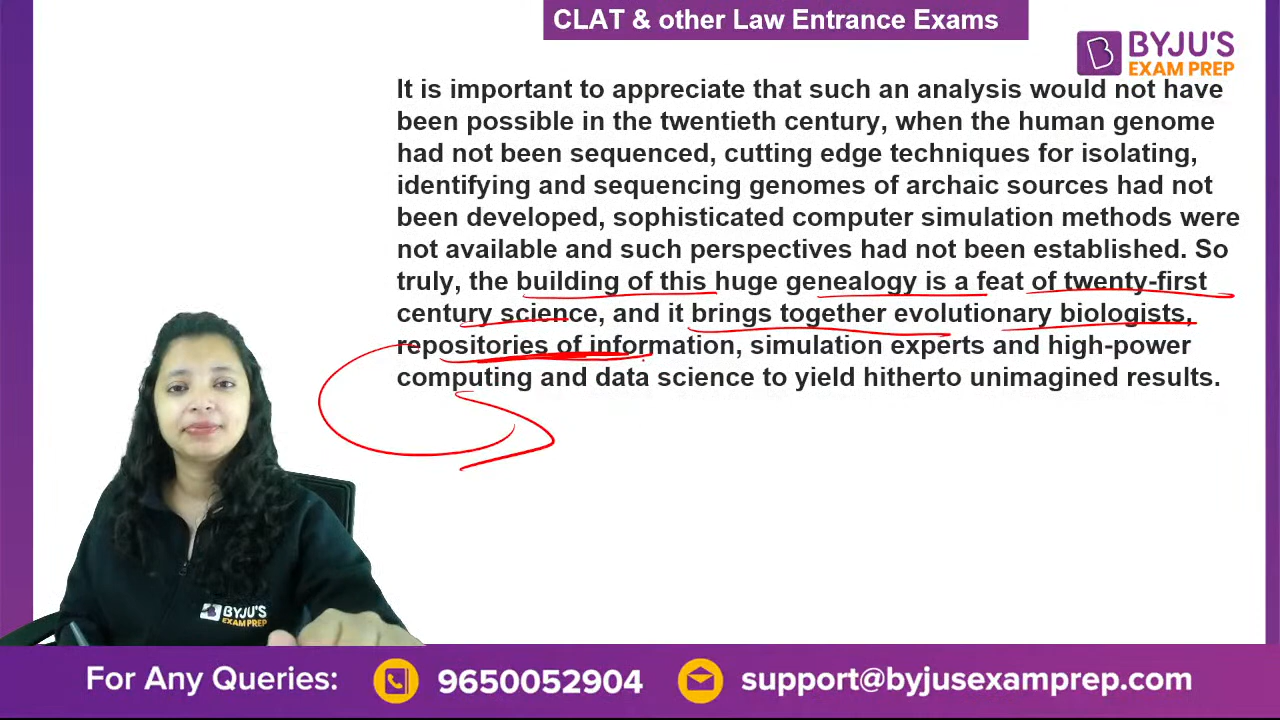 CLAT & other Law Entrance Exams
BYJU'S
EXAM PREP
It is important to appreciate that such an analysis would not have
been possible in the twentieth century, when the human genome
had not been sequenced, cutting edge techniques for isolating,
identifying and sequencing genomes of archaic sources had not
been developed, sophisticated computer simulation methods were
not available and such perspectives had not been established. So
truly, the building of this huge genealogy is a feat of twenty-first
century science, and it brings together evolutionary biologists,
repositories of information, simulation experts and high-power
computing and data science to yield hitherto unimagined results.
BYJU'S
EXAM PREP
For Any Queries: 9650052904 support@byjusexamprep.com